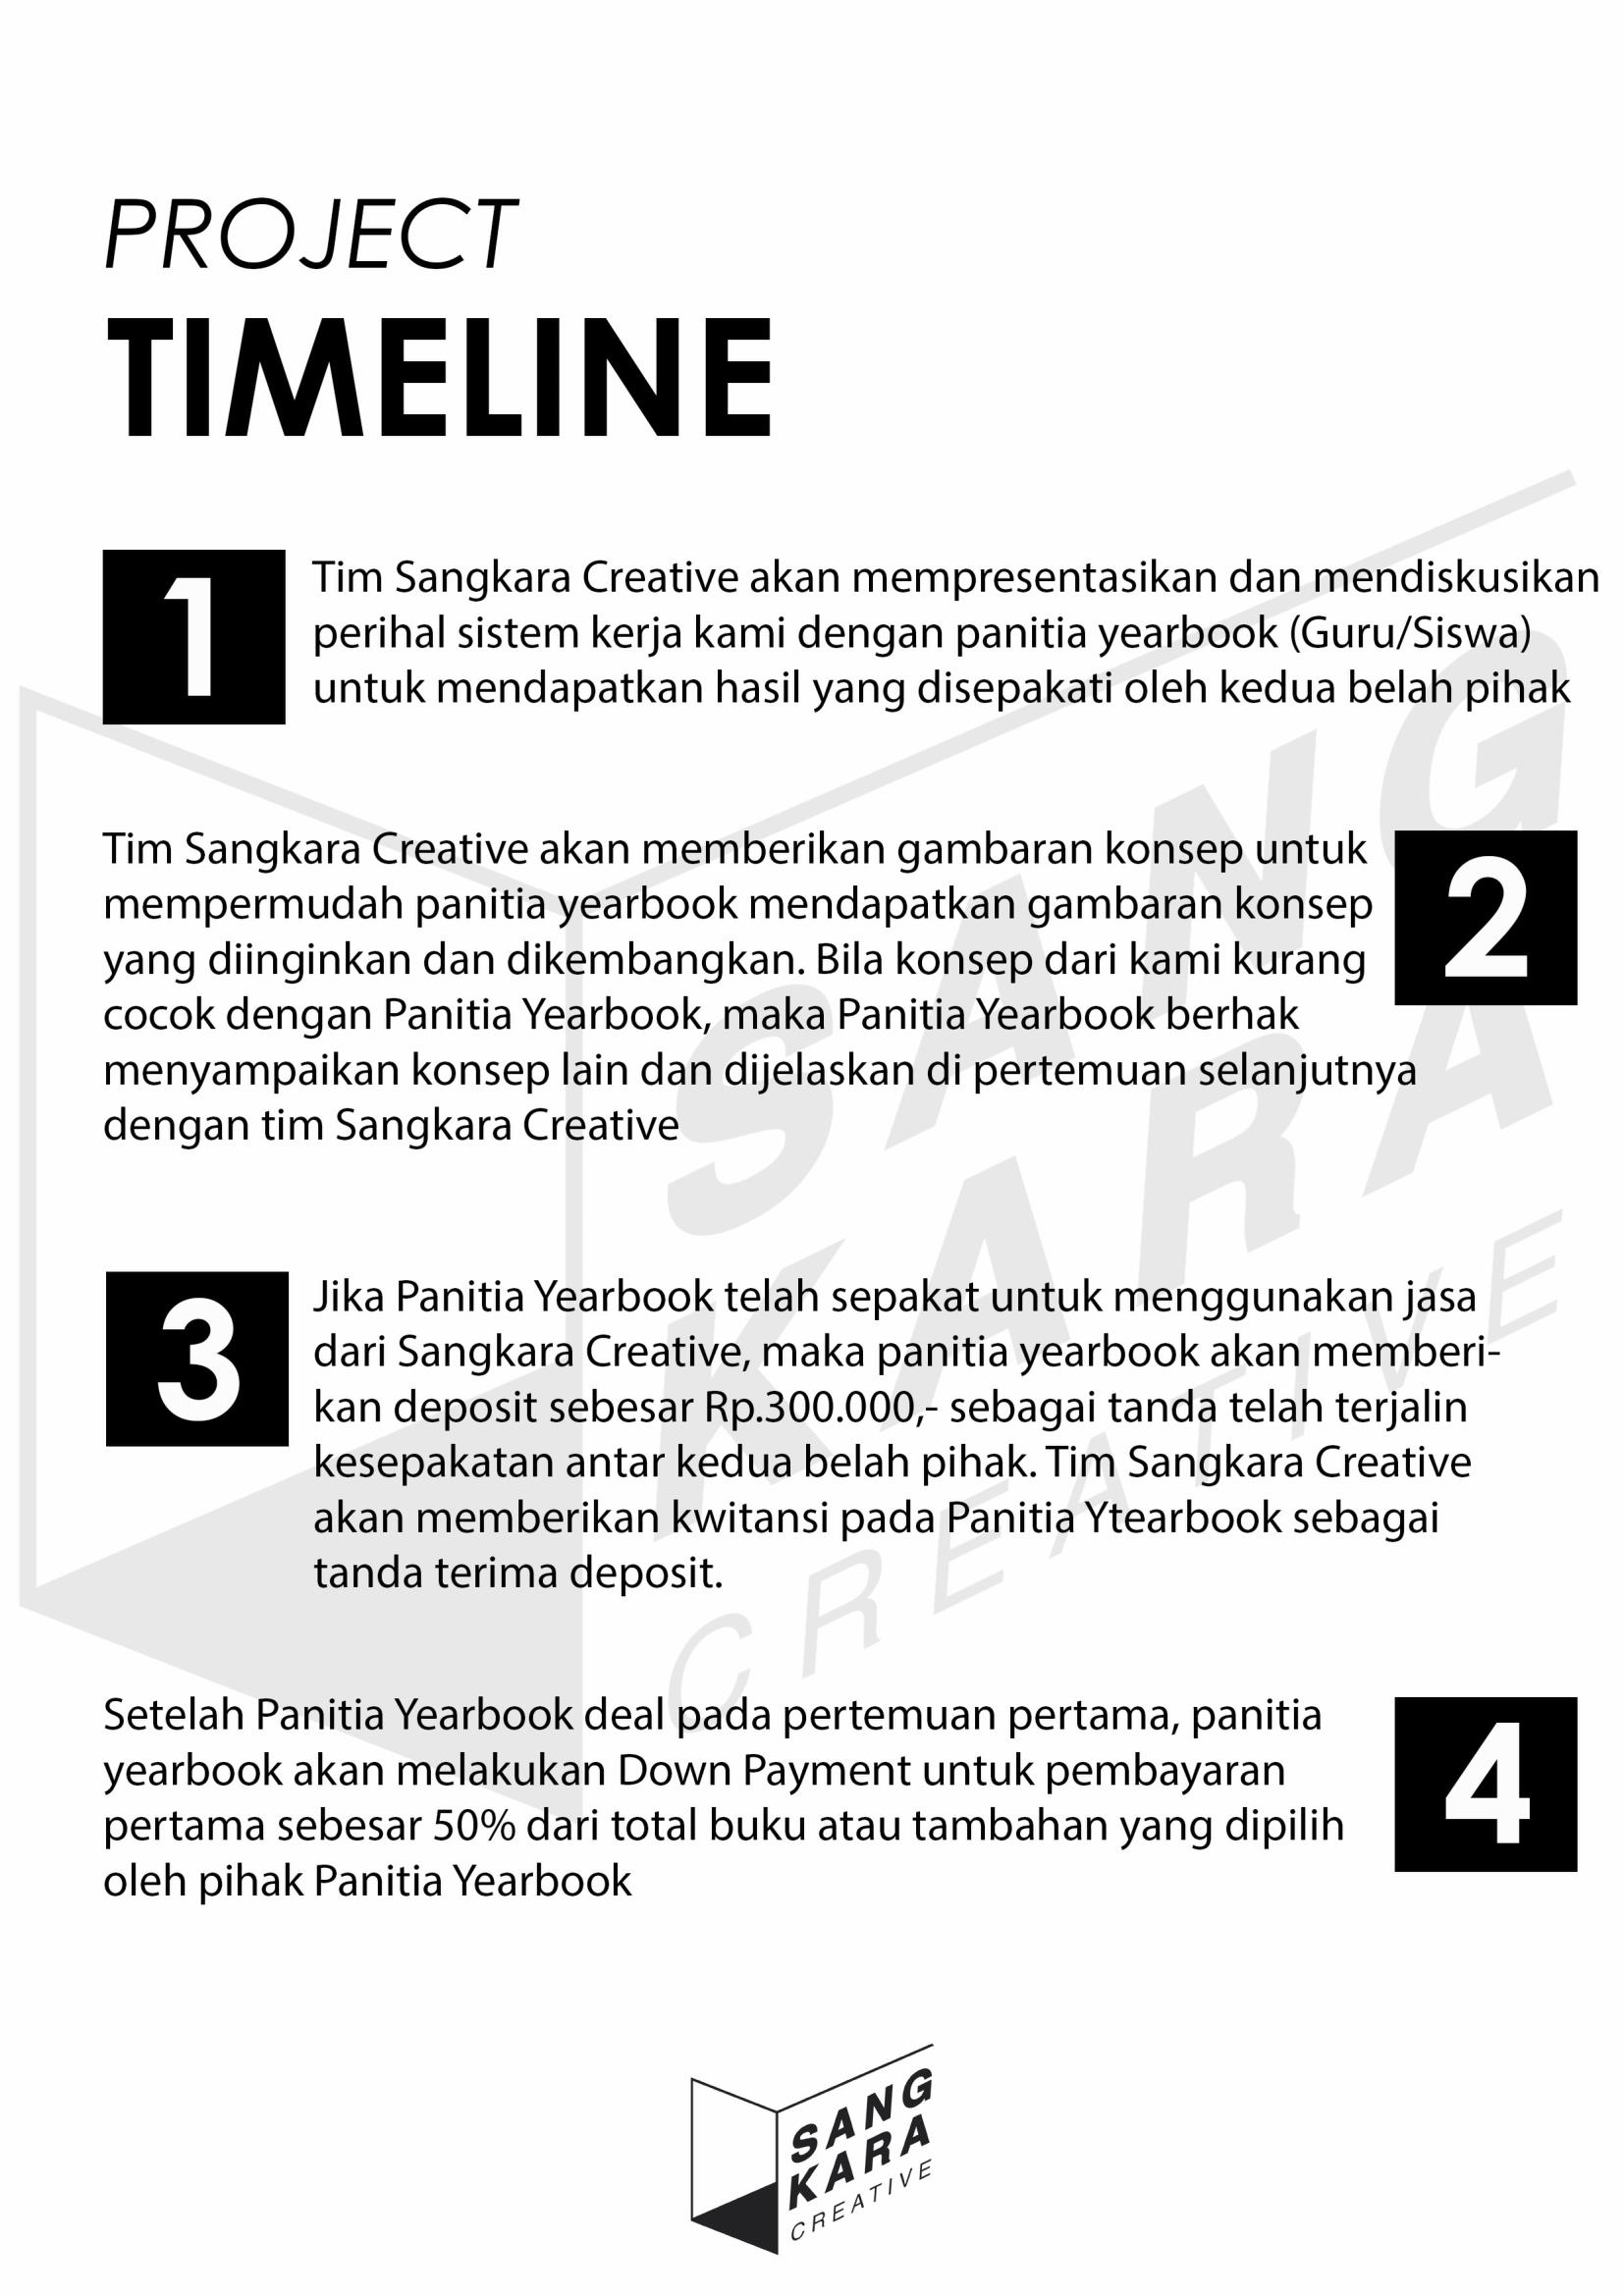 PROJECT
TIMELINE
1
Tim Sangkara Creative akan mempresentasikan dan mendiskusikan
perihal sistem kerja kami dengan panitia yearbook (Guru/Siswa)
untuk mendapatkan hasil yang disepakati oleh kedua belah pihak
2
Tim Sangkara Creative akan memberikan gambaran konsep untuk
mempermudah panitia yearbook mendapatkan gambaran konsep
yang diinginkan dan dikembangkan. Bila konsep dari kami kurang
cocok dengan Panitia Yearbook, maka Panitia Yearbook berhak
menyampaikan konsep lain dan dijelaskan di pertemuan selanjutnya
dengan tim Sangkara Creative
3
Jika Panitia Yearbook telah sepakat untuk menggunakan jasa
dari Sangkara Creative, maka panitia yearbook akan memberi-
kan deposit sebesar Rp.300.000,- sebagai tanda telah terjalin
kesepakatan antar kedua belah pihak. Tim Sangkara Creative
akan memberikan kwitansi pada Panitia Ytearbook sebagai
tanda terima deposit.
4
Setelah Panitia Yearbook deal pada pertemuan pertama, panitia
yearbook akan melakukan Down Payment untuk pembayaran
pertama sebesar 50% dari total buku atau tambahan yang dipilih
oleh pihak Panitia Yearbook
SANG
KARA
CREATIVE
SANG
KARA
CREATIVE